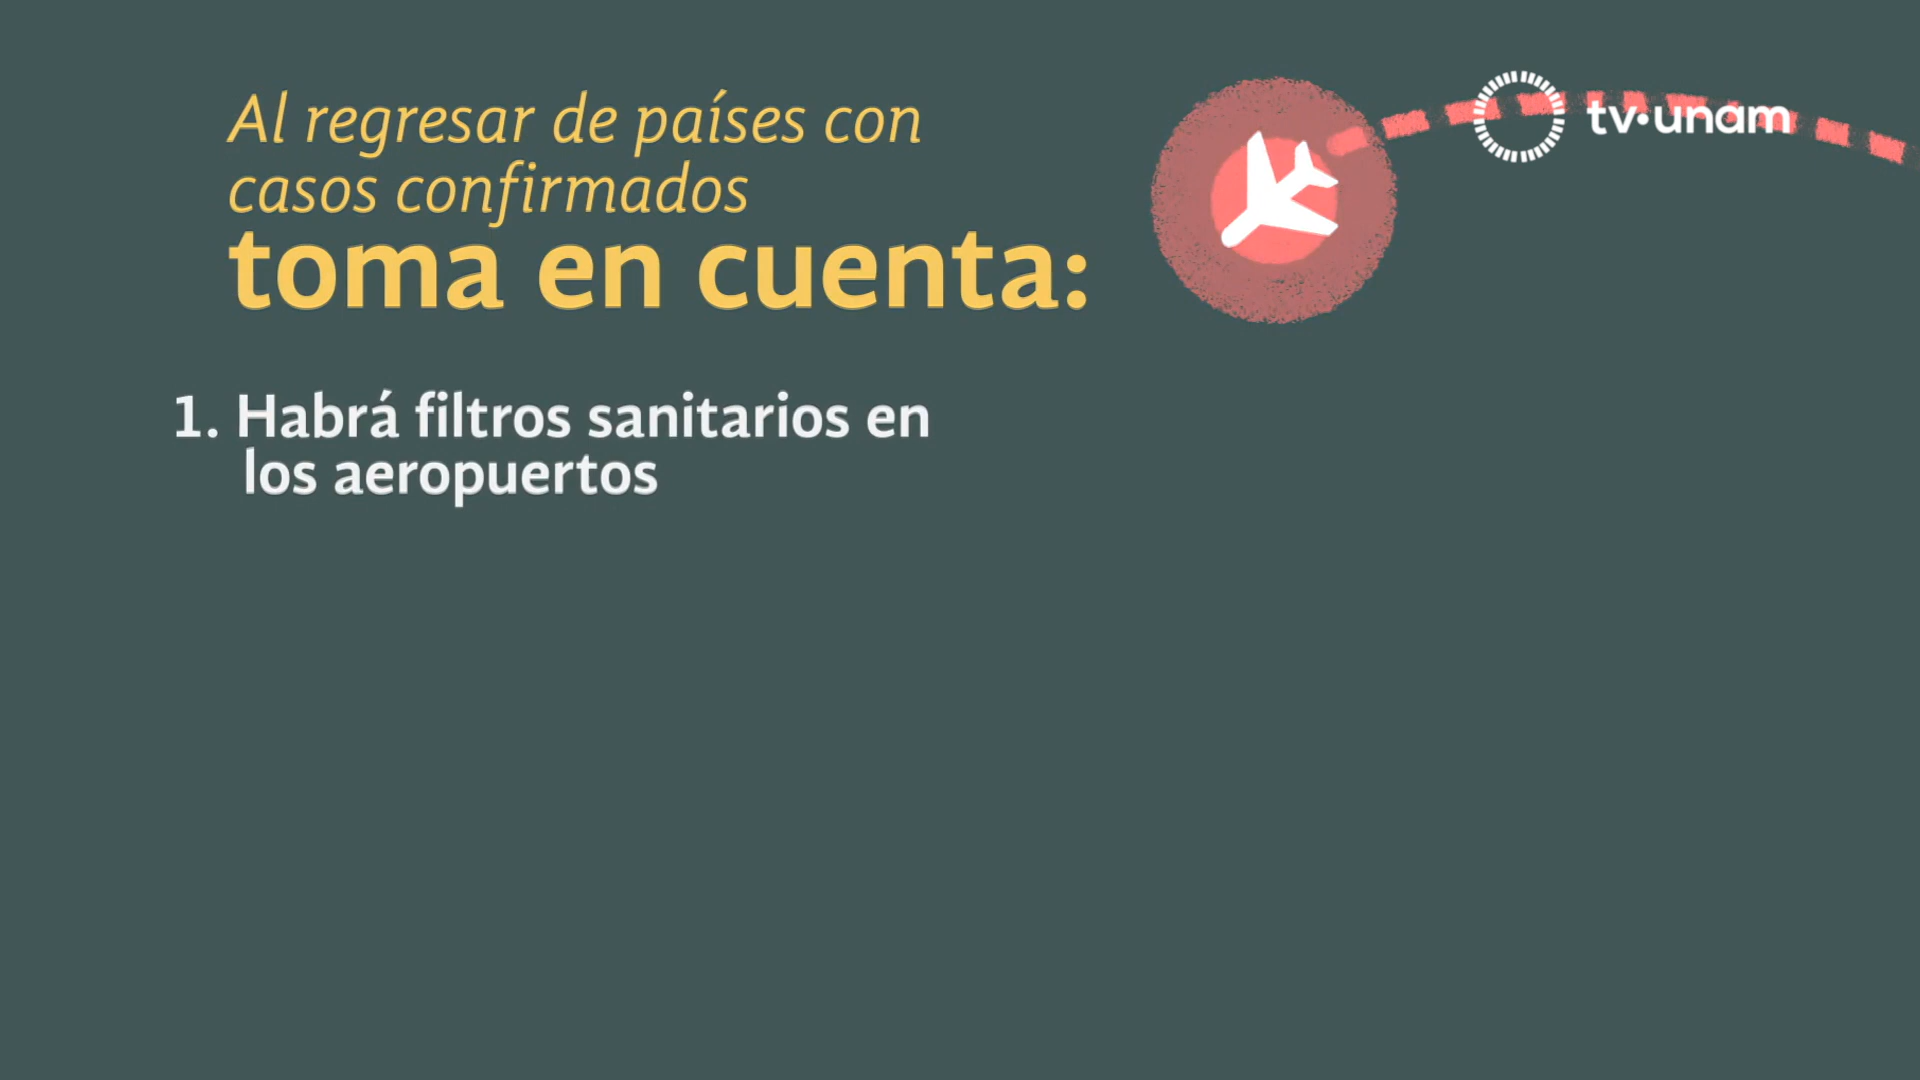 Al regresar de países con
casos confirmados
toma en cuenta:
tv·unam
1. Habrá filtros sanitarios en
los aeropuertos